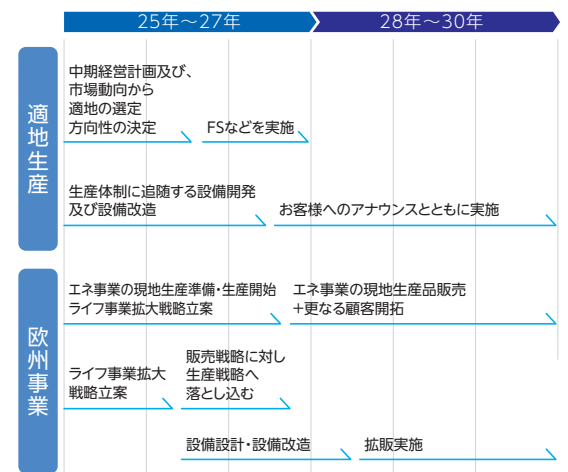 25年～27年
28年～30年
適地生産
中期経営計画及び、
市場動向から
適地の選定
方向性の決定
FSなどを実施
生産体制に追随する設備開発
及び設備改造
お客様へのアナウンスとともに実施
欧州事業
エネ事業の現地生産準備・生産開始
ライフ事業拡大戦略立案
エネ事業の現地生産品販売
+更なる顧客開拓
ライフ事業拡大
戦略立案
販売戦略に対し
生産戦略へ
落とし込む
設備設計・設備改造
拡販実施